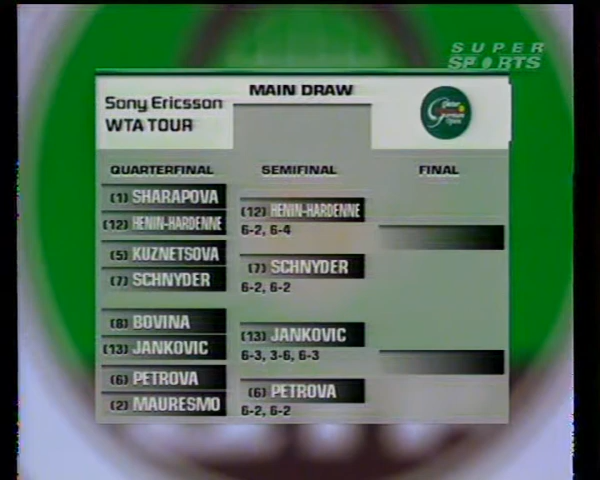 SUPER
SPORTS
MAIN DRAW
Sony Ericsson
WTA TOUR
QUARTERFINAL SEMIFINAL FINAL
(1) SHARAPOVA
(12) HENIN-HARDENNE
(12) HENIN-HARDENNE
6-2, 6-4
(5) KUZNETSOVA
(7) SCHNYDER
(7) SCHNYDER
6-2, 6-2
(8) BOVINA
(13) JANKOVIC
(13) JANKOVIC
6-3, 3-6, 6-3
(6) PETROVA
(2) MAURESMO
(6) PETROVA
6-2, 6-2